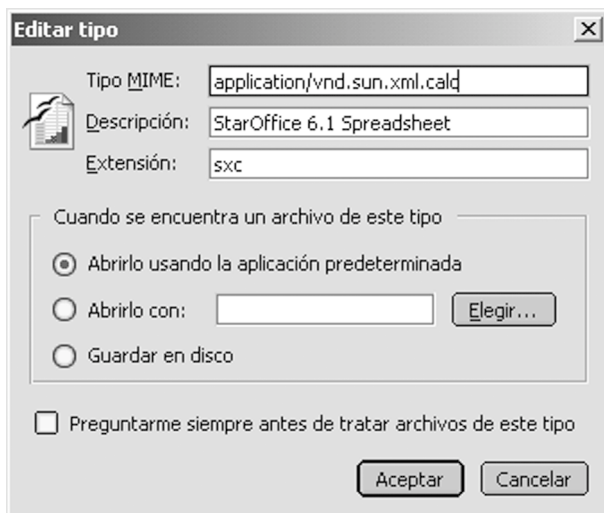 Editar tipo
Tipo MIME: application/vnd.sun.xml.calc
Descripción: StarOffice 6.1 Spreadsheet
Extensión: sxc
Cuando se encuentra un archivo de este tipo
Abrirlo usando la aplicación predeterminada
Abrirlo con: Elegir...
Guardar en disco
Preguntarme siempre antes de tratar archivos de este tipo
Aceptar Cancelar